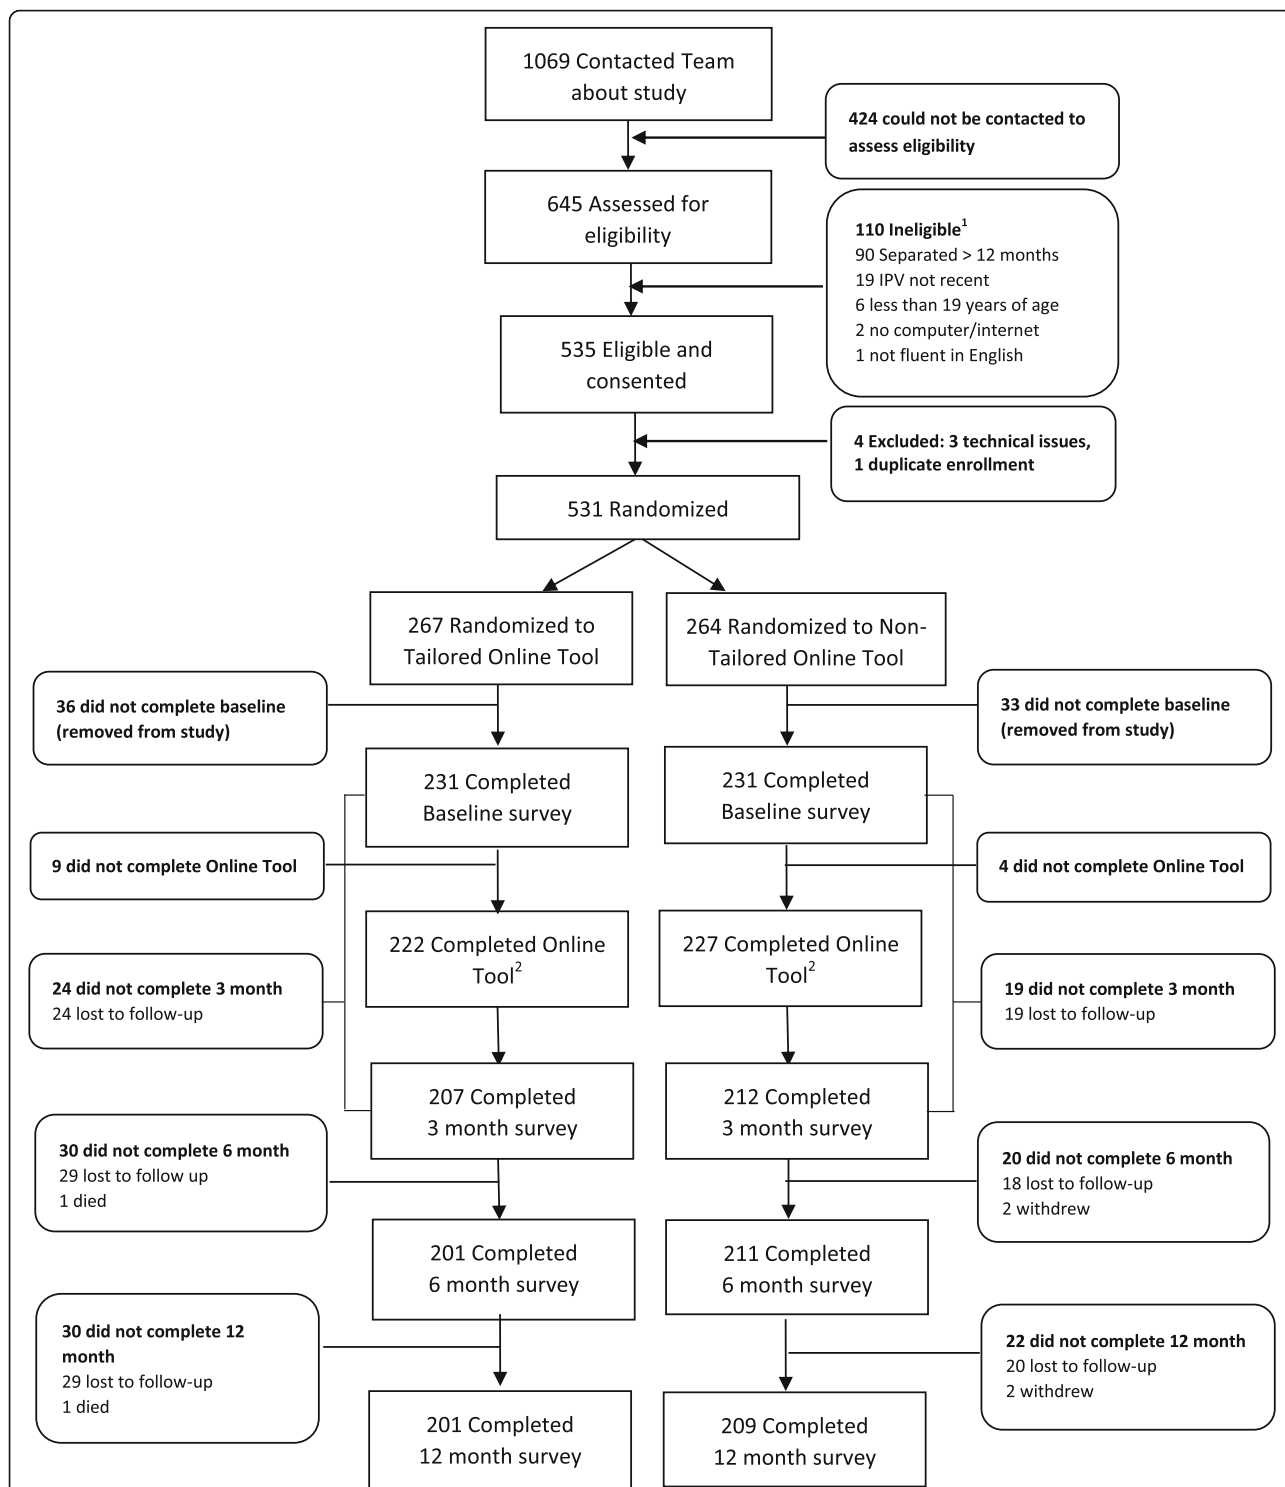 1069 Contacted Team
about study
424 could not be contacted to
assess eligibility
645 Assessed for
eligibility
110 Ineligible1
90 Separated > 12 months
19 IPV not recent
6 less than 19 years of age
2 no computer/internet
1 not fluent in English
535 Eligible and
consented
4 Excluded: 3 technical issues,
1 duplicate enrollment
531 Randomized
267 Randomized to
Tailored Online Tool
264 Randomized to Non-
Tailored Online Tool
36 did not complete baseline
(removed from study)
33 did not complete baseline
(removed from study)
231 Completed
Baseline survey
231 Completed
Baseline survey
9 did not complete Online Tool
4 did not complete Online Tool
222 Completed Online
Tool2
227 Completed Online
Tool2
24 did not complete 3 month
24 lost to follow-up
19 did not complete 3 month
19 lost to follow-up
207 Completed
3 month survey
212 Completed
3 month survey
30 did not complete 6 month
29 lost to follow up
1 died
20 did not complete 6 month
18 lost to follow-up
2 withdrew
201 Completed
6 month survey
211 Completed
6 month survey
30 did not complete 12
month
29 lost to follow-up
1 died
22 did not complete 12 month
20 lost to follow-up
2 withdrew
201 Completed
12 month survey
209 Completed
12 month survey